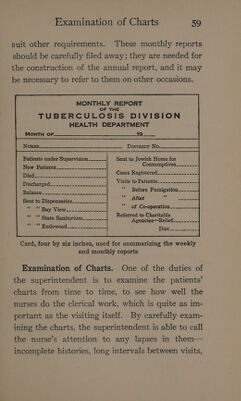 Examination of Charts 59
suit other requirements. These monthly reports
should be carefully filed away; they are needed for
the construction of the annual report, and it may
be necessary to refer to them on other occasions.
MONTHLY REPORT
OF THE
TUBERCULOSIS DIVISION
HEALTH DEPARTMENT
MONTH OF 19
NURSE DISTRICT NO.
Patients under Supervision
New Patients
Died
Discharged
Balance
Sent to Dispensaries
" " Bay View
" " State Sanitorium
" " Eudowood
Sent to Jewish Home for
Consumptives
Cases Registered
Visits to Patients
" Before Fumigation
" After "
" of Co-operation
Referred to Charitable
Agencies—Relief
Diet
Card, four by six inches, used for summarizing the weekly
and monthly reports
Examination of Charts. One of the duties of
the superintendent is to examine the patients'
charts from time to time, to see how well the
nurses do the clerical work, which is quite as im-
portant as the visiting itself. By carefully exam-
ining the charts, the superintendent is able to call
the nurse's attention to any lapses in them—
incomplete histories, long intervals between visits,